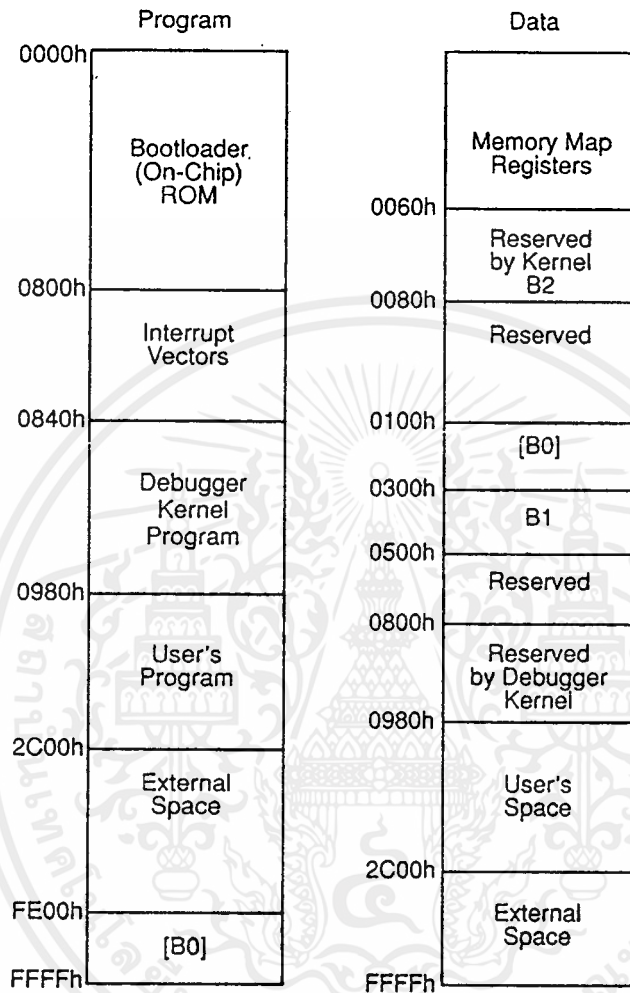 Program
0000h
Bootloader
(On-Chip)
ROM
0800h
Interrupt
Vectors
0840h
Debugger
Kernel
Program
0980h
User's
Program
2C00h
External
Space
FE00h
[B0]
FFFFh
Data
Memory Map
Registers
0060h
Reserved
by Kernel
B2
0080h
Reserved
0100h
[B0]
0300h
B1
0500h
Reserved
0800h
Reserved
by Debugger
Kernel
0980h
User's
Space
2C00h
External
Space
FFFFh